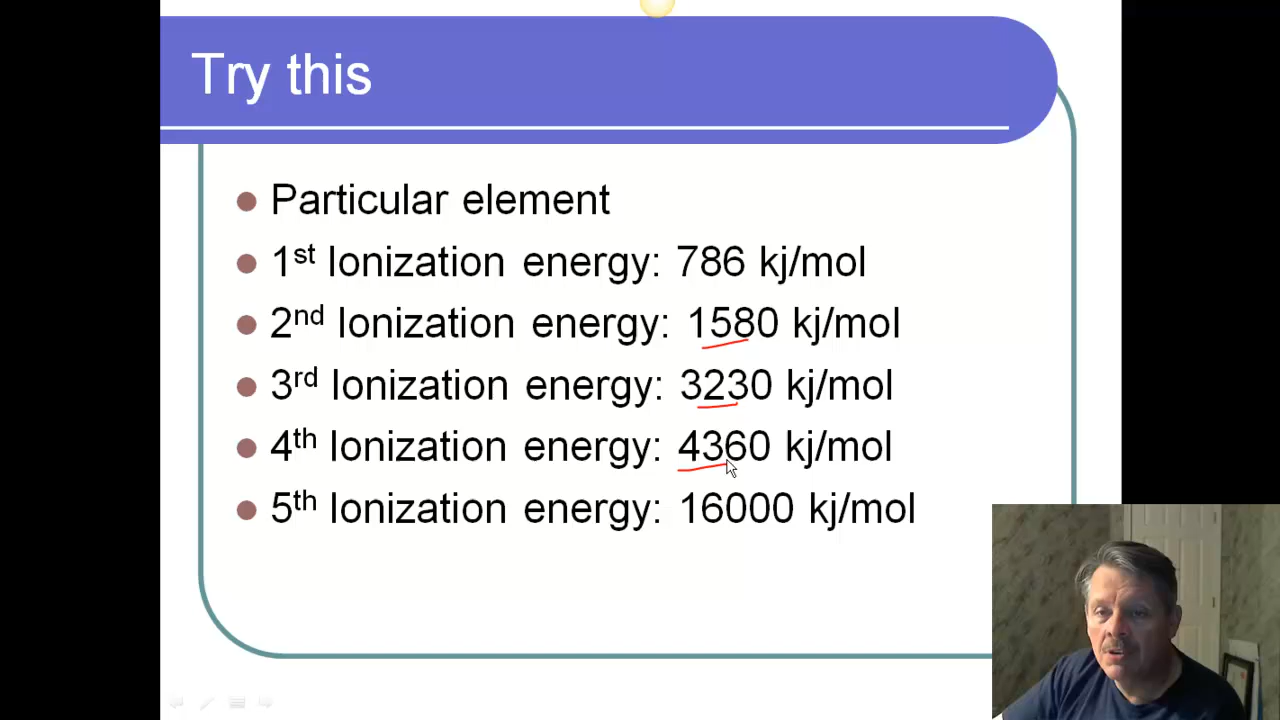 Try this
Particular element
1st Ionization energy: 786 kj/mol
2nd Ionization energy: 1580 kj/mol
3rd Ionization energy: 3230 kj/mol
4th Ionization energy: 4360 kj/mol
5th Ionization energy: 16000 kj/mol